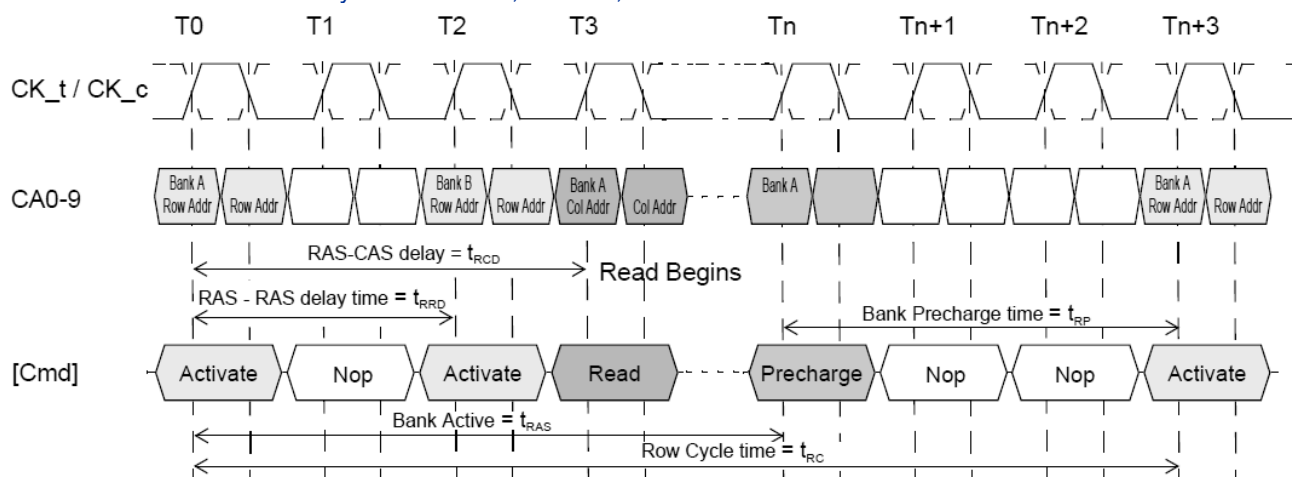 T0 T1 T2 T3 Tn Tn+1 Tn+2 Tn+3
CK_t / CK_c
CA0-9
Bank A Row Addr
Row Addr
Bank B Row Addr
Row Addr
Bank A Col Addr
Col Addr
Bank A
Bank A Row Addr
Row Addr
RAS-CAS delay = tRCD
Read Begins
RAS - RAS delay time = tRRD
Bank Precharge time = tRP
[Cmd] Activate Nop Activate Read Precharge Nop Nop Activate
Bank Active = tRAS
Row Cycle time = tRC